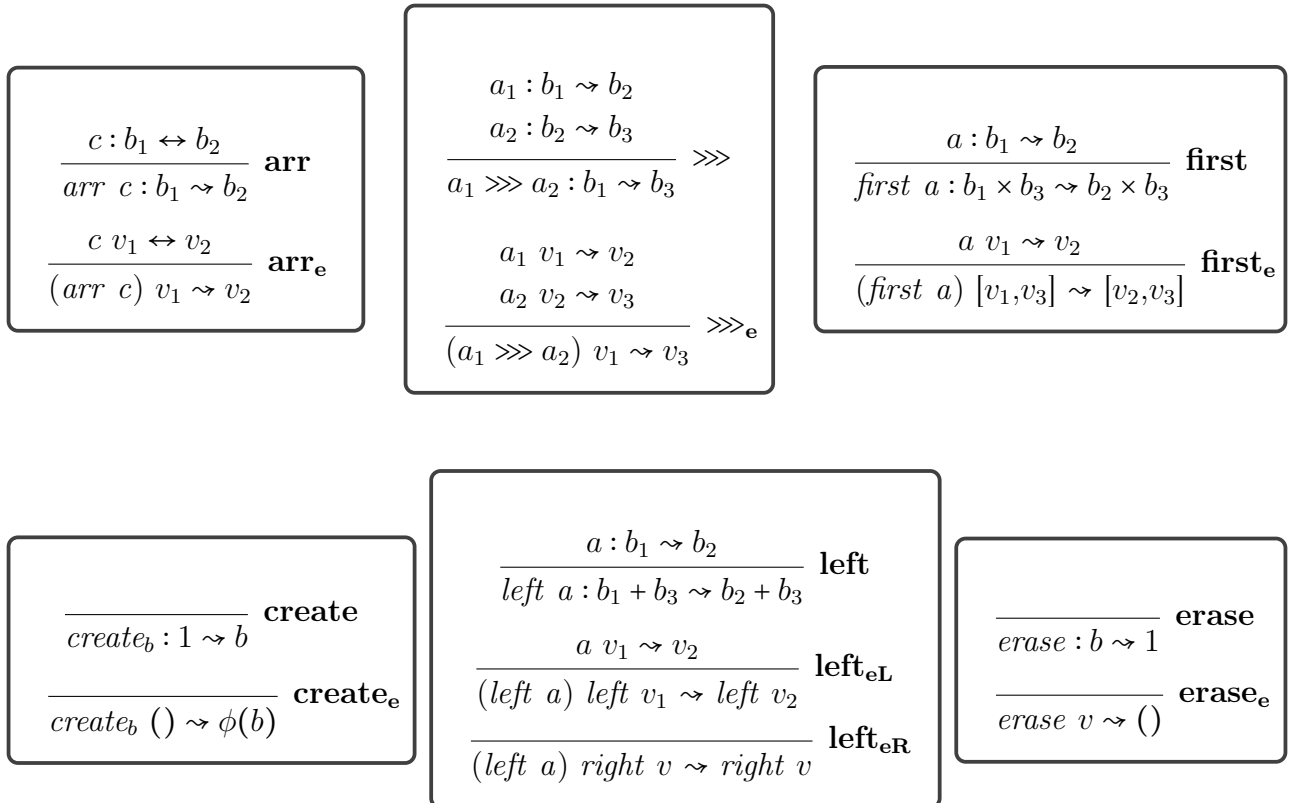 c : b₁ ↔ b₂
arr c : b₁ ⇝ b₂ arr
c v₁ ↔ v₂
(arr c) v₁ ⇝ v₂ arrₑ
a₁ : b₁ ⇝ b₂
a₂ : b₂ ⇝ b₃
a₁ ⋙ a₂ : b₁ ⇝ b₃ ⋙
a₁ v₁ ⇝ v₂
a₂ v₂ ⇝ v₃
(a₁ ⋙ a₂) v₁ ⇝ v₃ ⋙ₑ
a : b₁ ⇝ b₂
first a : b₁ × b₃ ⇝ b₂ × b₃ first
a v₁ ⇝ v₂
(first a) [v₁,v₃] ⇝ [v₂,v₃] firstₑ
create_b : 1 ⇝ b create
create_b () ⇝ ϕ(b) createₑ
a : b₁ ⇝ b₂
left a : b₁ + b₃ ⇝ b₂ + b₃ left
a v₁ ⇝ v₂
(left a) left v₁ ⇝ left v₂ left_eL
(left a) right v ⇝ right v left_eR
erase : b ⇝ 1 erase
erase v ⇝ () eraseₑ